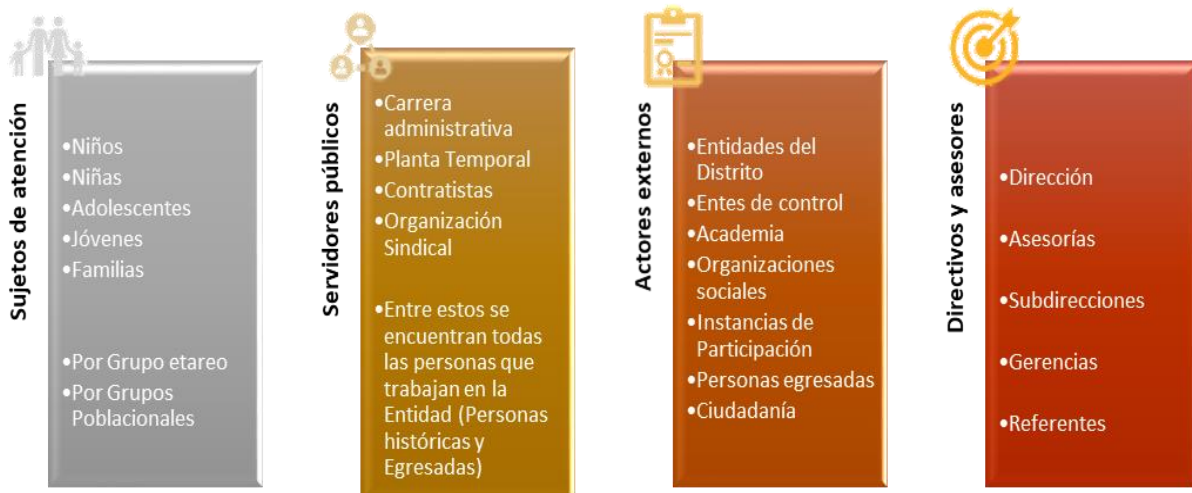 Sujetos de atención
•Niños
•Niñas
•Adolescentes
•Jóvenes
•Familias
•Por Grupo etareo
•Por Grupos
Poblacionales
Servidores públicos
•Carrera
administrativa
•Planta Temporal
•Contratistas
•Organización
Sindical
•Entre estos se
encuentran todas
las personas que
trabajan en la
Entidad (Personas
históricas y
Egresadas)
Actores externos
•Entidades del
Distrito
•Entes de control
•Academia
•Organizaciones
sociales
•Instancias de
Participación
•Personas egresadas
•Ciudadanía
Directivos y asesores
•Dirección
•Asesorías
•Subdirecciones
•Gerencias
•Referentes